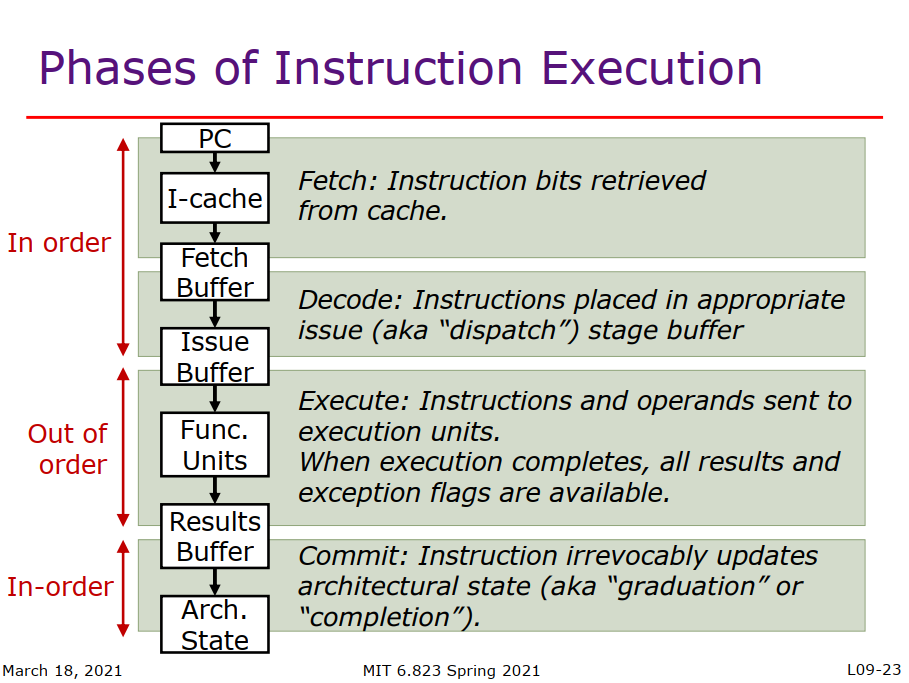 Phases of Instruction Execution
PC
I-cache
Fetch: Instruction bits retrieved
from cache.
In order
Fetch
Buffer
Decode: Instructions placed in appropriate
issue (aka “dispatch”) stage buffer
Issue
Buffer
Execute: Instructions and operands sent to
execution units.
When execution completes, all results and
exception flags are available.
Out of
order
Func.
Units
Results
Buffer
Commit: Instruction irrevocably updates
architectural state (aka “graduation” or
“completion”).
In-order
Arch.
State
March 18, 2021
MIT 6.823 Spring 2021
L09-23